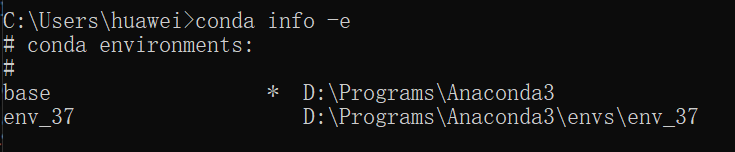 C:\Users\huawei>conda info -e
# conda environments:
#
base                  *  D:\Programs\Anaconda3
env_37                   D:\Programs\Anaconda3\envs\env_37